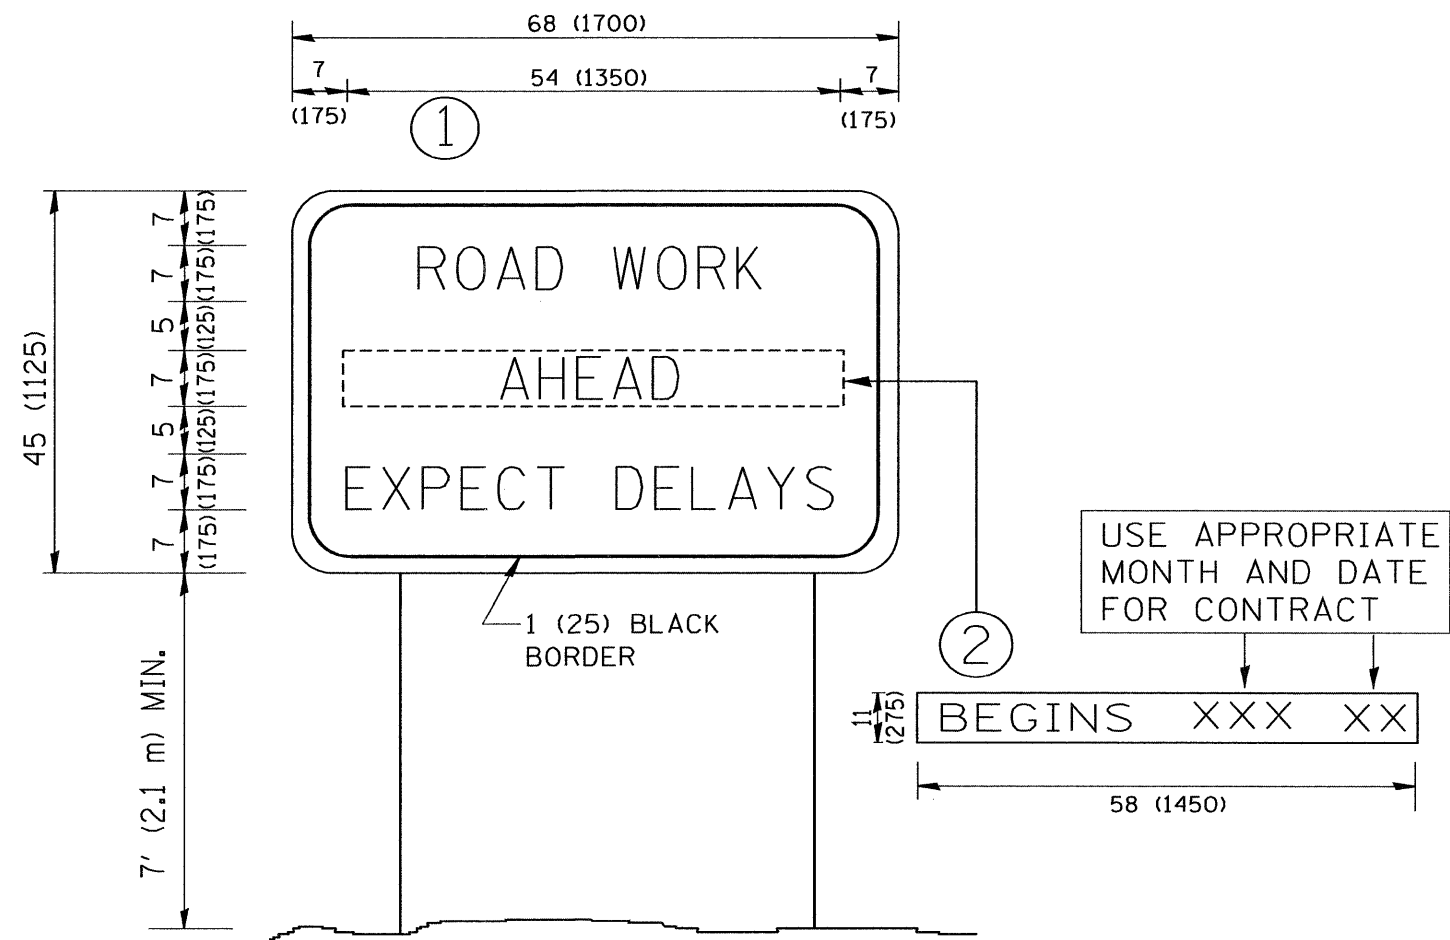 68 (1700)
7
54 (1350)
7
(175)
(175)
1
7
(175)
7
(175)
5
(125)
7
(175)
5
(125)
7
(175)
7
(175)
45 (1125)
ROAD WORK
AHEAD
EXPECT DELAYS
1 (25) BLACK
BORDER
7' (2.1 m) MIN.
2
USE APPROPRIATE
MONTH AND DATE
FOR CONTRACT
11
(275)
BEGINS XXX XX
58 (1450)